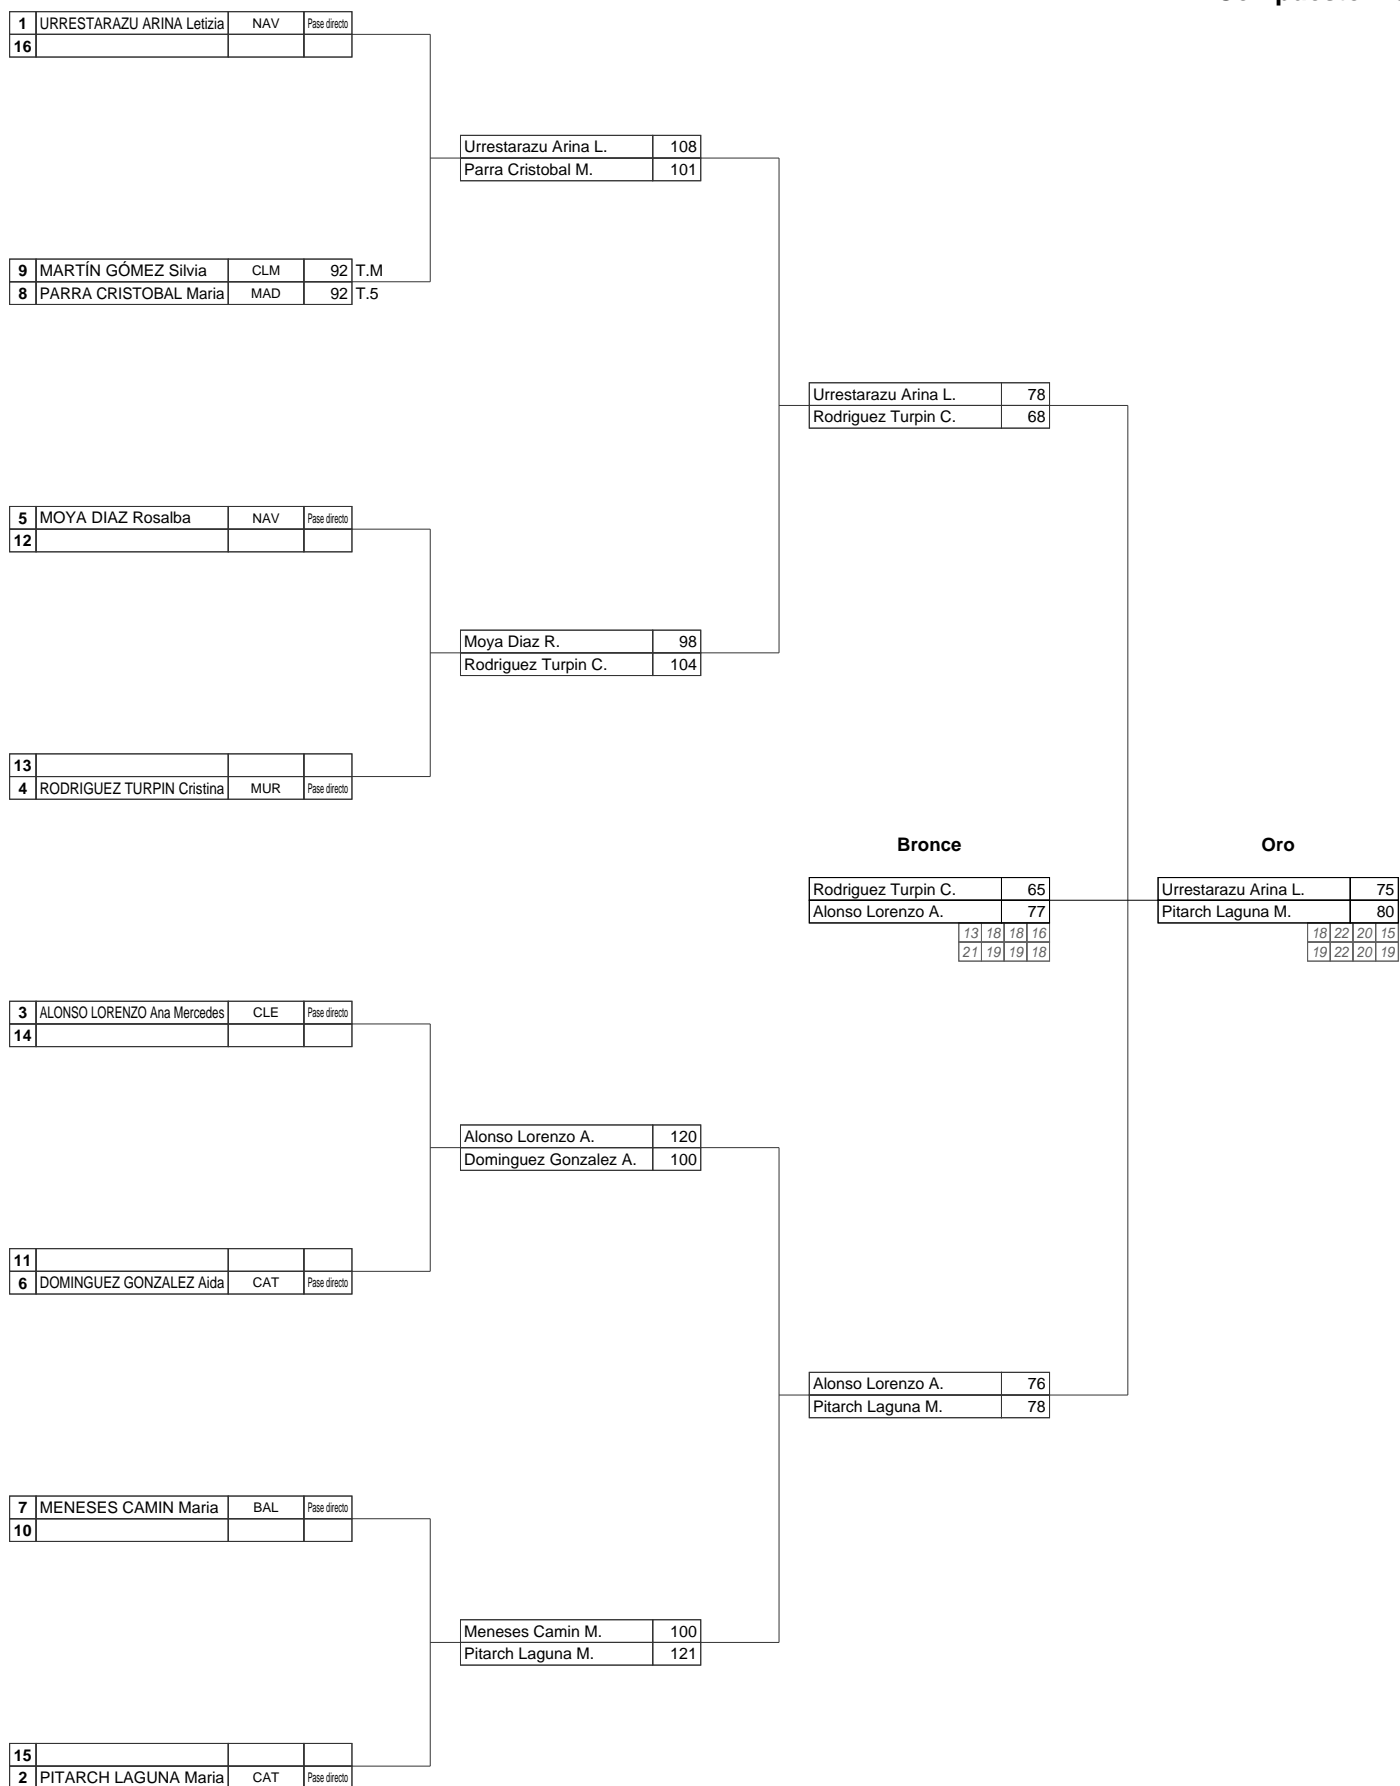 1 URRESTARAZU ARINA Letizia NAV Pase directo
16
Urrestarazu Arina L. 108
Parra Cristobal M. 101
9 MARTÍN GÓMEZ Silvia CLM 92 T.M
8 PARRA CRISTOBAL Maria MAD 92 T.5
Urrestarazu Arina L. 78
Rodriguez Turpin C. 68
5 MOYA DIAZ Rosalba NAV Pase directo
12
Moya Diaz R. 98
Rodriguez Turpin C. 104
13
4 RODRIGUEZ TURPIN Cristina MUR Pase directo
Bronce Oro
Rodriguez Turpin C. 65 Urrestarazu Arina L. 75
Alonso Lorenzo A. 77 Pitarch Laguna M. 80
13 18 18 16 18 22 20 15
21 19 19 18 19 22 20 19
3 ALONSO LORENZO Ana Mercedes CLE Pase directo
14
Alonso Lorenzo A. 120
Dominguez Gonzalez A. 100
11
6 DOMINGUEZ GONZALEZ Aida CAT Pase directo
Alonso Lorenzo A. 76
Pitarch Laguna M. 78
7 MENESES CAMIN Maria BAL Pase directo
10
Meneses Camin M. 100
Pitarch Laguna M. 121
15
2 PITARCH LAGUNA Maria CAT Pase directo